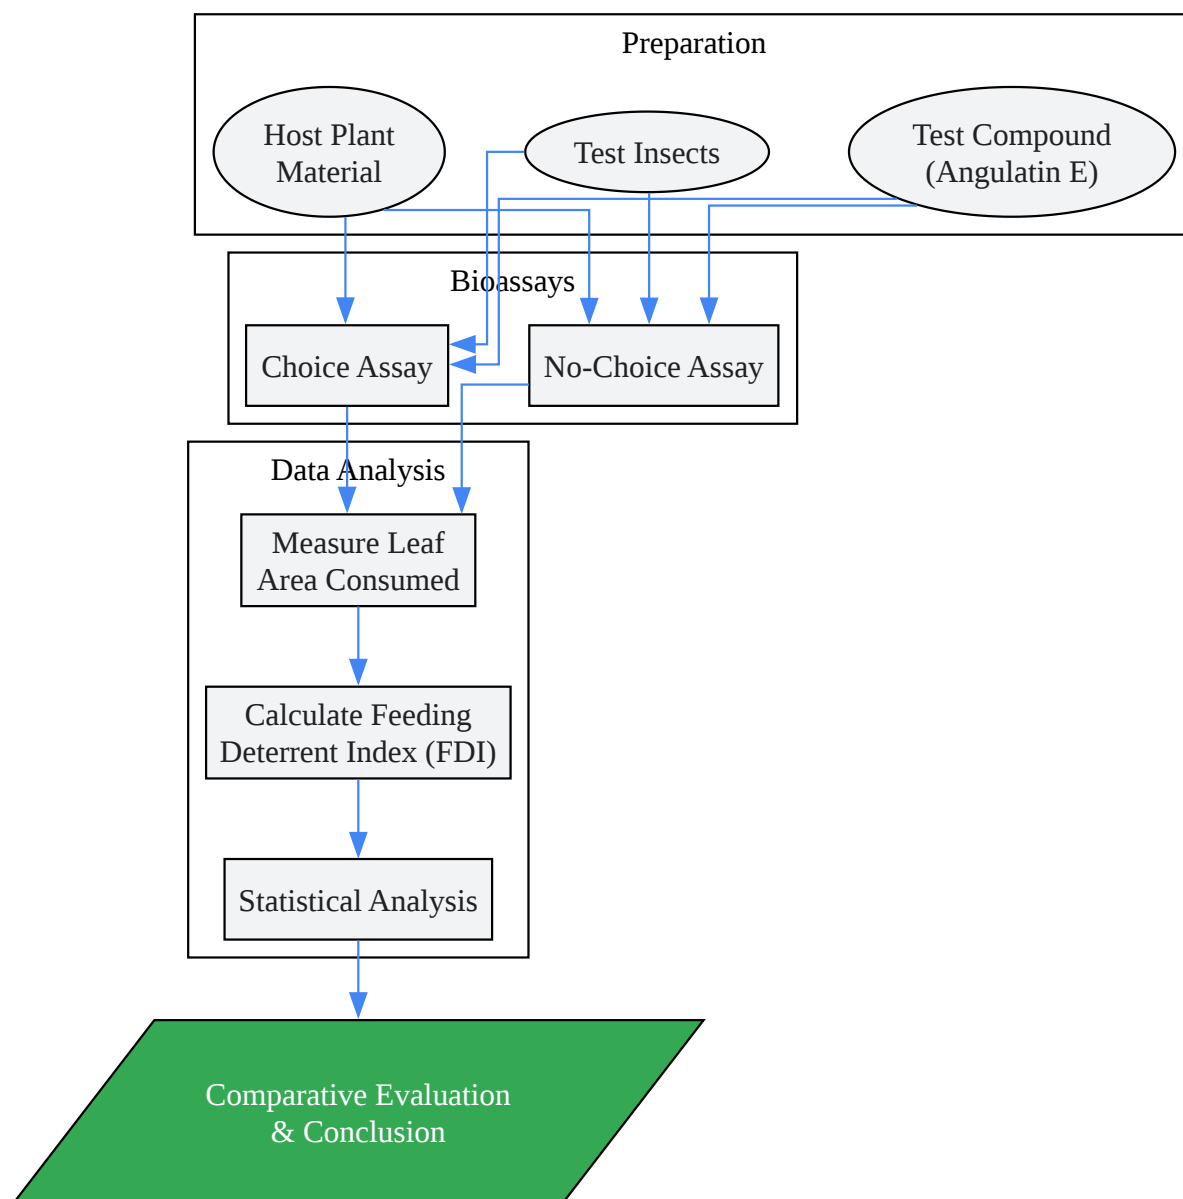 Preparation
Host Plant
Material
Test Insects
Test Compound
(Angulatin E)
Bioassays
Choice Assay
No-Choice Assay
Data Analysis
Measure Leaf
Area Consumed
Calculate Feeding
Deterrent Index (FDI)
Statistical Analysis
Comparative Evaluation
& Conclusion